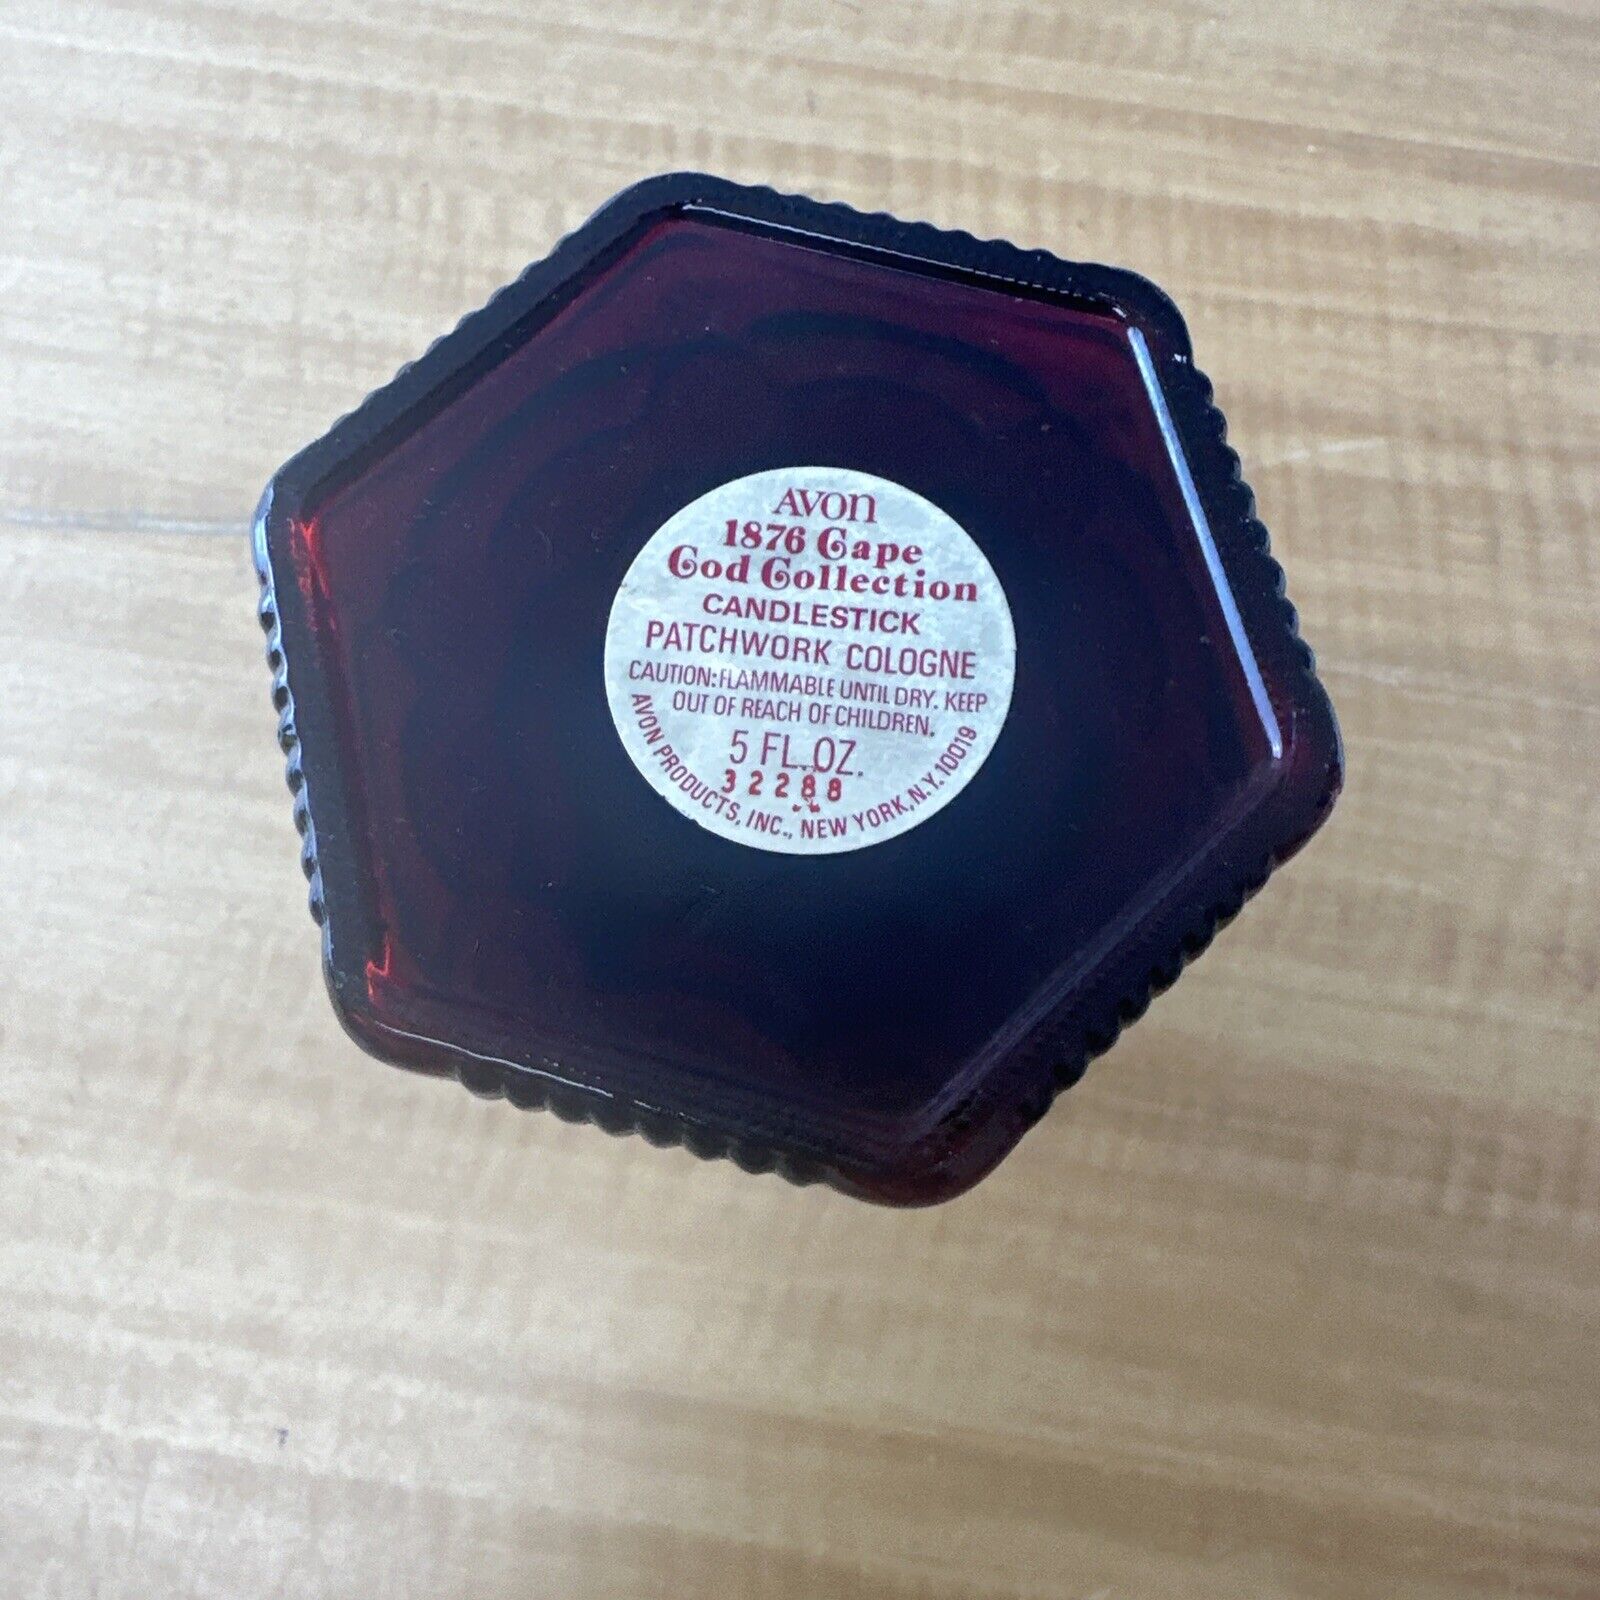 AVON
1876 Cape
Cod Collection
CANDLESTICK
PATCHWORK COLOGNE
CAUTION: FLAMMABLE UNTIL DRY. KEEP
OUT OF REACH OF CHILDREN.
5 FL. OZ.
32288
AVON PRODUCTS, INC., NEW YORK, N.Y. 10019